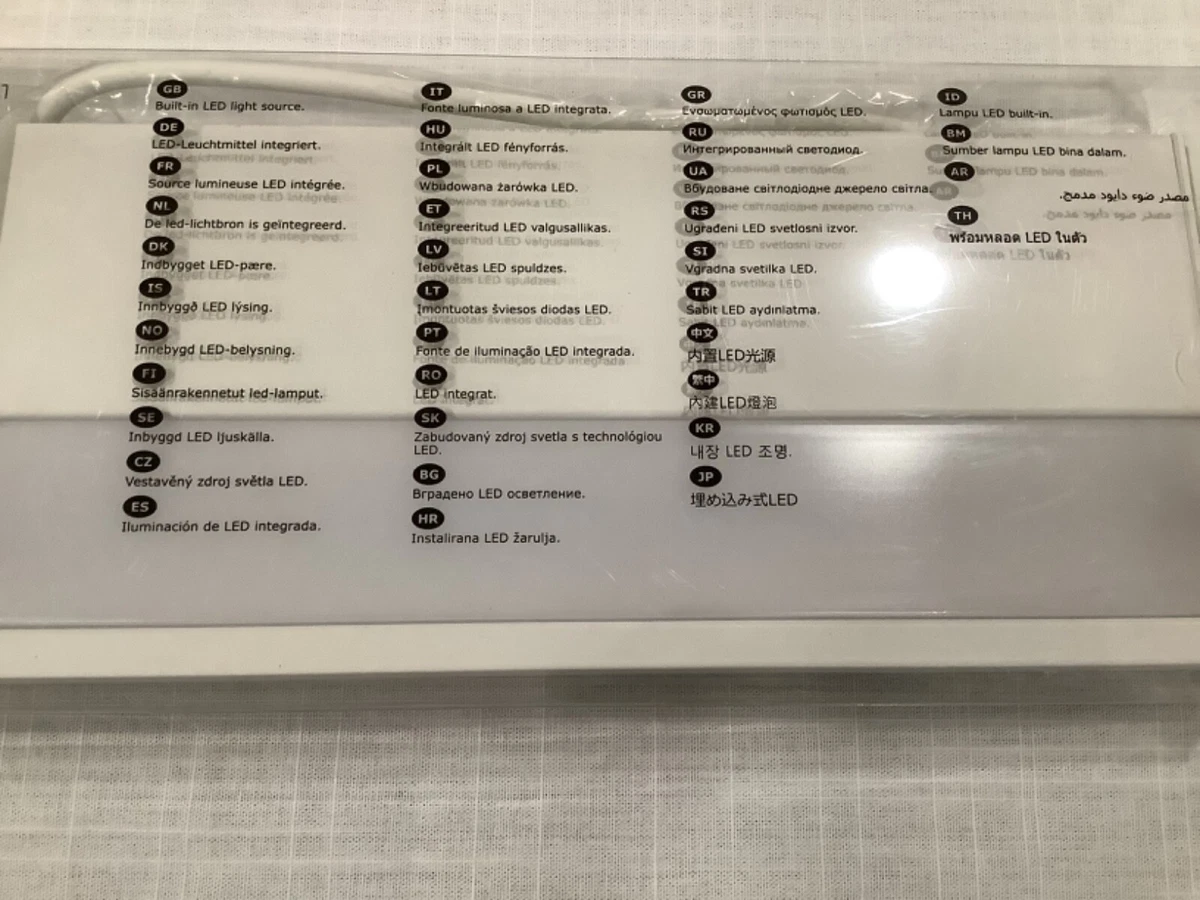 GB
Built-in LED light source.
DE
LED-Leuchtmittel integriert.
FR
Source lumineuse LED intégrée.
NL
De led-lichtbron is geïntegreerd.
DK
Indbygget LED-pære.
IS
Innbyggð LED lýsing.
NO
Innebygd LED-belysning.
FI
Sisäänrakennetut led-lamput.
SE
Inbyggd LED ljuskälla.
CZ
Vestavěný zdroj světla LED.
ES
Iluminación de LED integrada.
IT
Fonte luminosa a LED integrata.
HU
Integrált LED fényforrás.
PL
Wbudowana żarówka LED.
ET
Integreeritud LED valgusallikas.
LV
Iebūvētas LED spuldzes.
LT
Įmontuotas šviesos diodas LED.
PT
Fonte de iluminação LED integrada.
RO
LED integrat.
SK
Zabudovaný zdroj svetla s technológiou
LED.
BG
Вградено LED осветление.
HR
Instalirana LED žarulja.
GR
Ενσωματωμένος φωτισμός LED.
RU
Интегрированный светодиод.
UA
Вбудоване світлодіодне джерело світла.
RS
Ugrađeni LED svetlosni izvor.
SI
Vgradna svetilka LED.
TR
Sabit LED aydınlatma.
中文
内置LED光源
繁中
內建LED燈泡
KR
내장 LED 조명.
JP
埋め込み式LED
ID
Lampu LED built-in.
BM
Sumber lampu LED bina dalam.
AR
مصدر ضوء دايود مدمج.
TH
พร้อมหลอด LED ในตัว